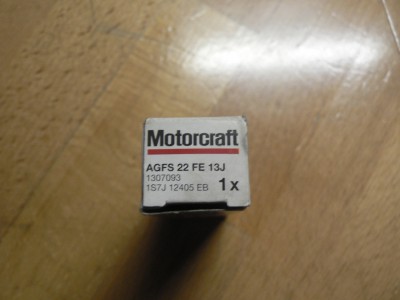 Motorcraft
AGFS 22 FE 13J
1307093
1S7J 12405 EB 1x